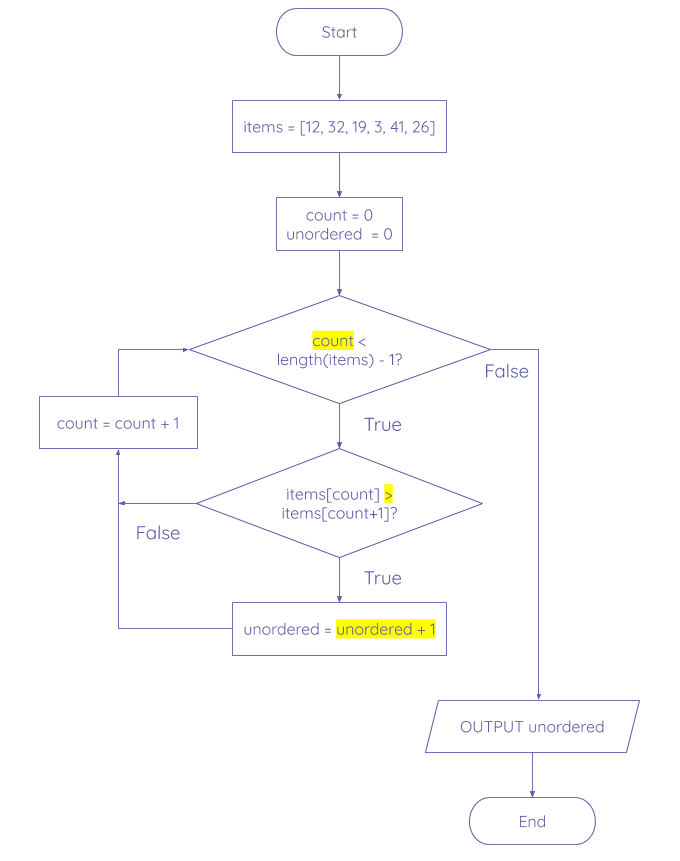 Start
items = [12, 32, 19, 3, 41, 26]
count = 0
unordered = 0
count <
length(items) - 1?
False
True
count = count + 1
items[count] >
items[count+1]?
False
True
unordered = unordered + 1
OUTPUT unordered
End